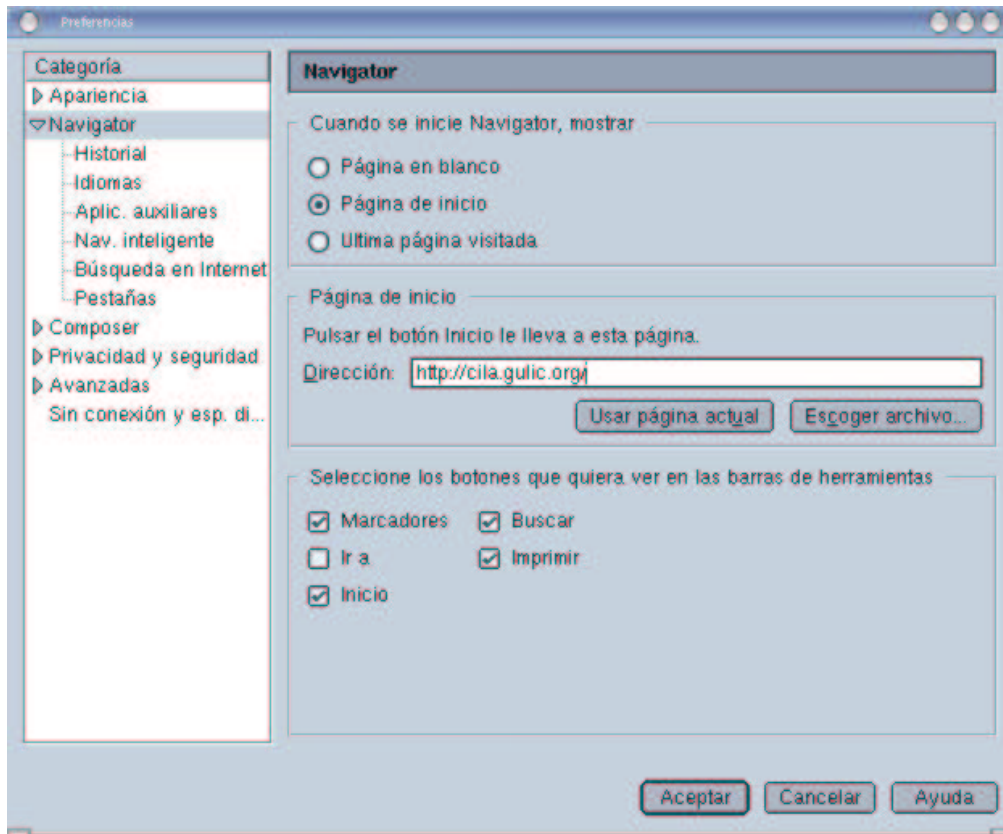 Preferencias
Categoría
Apariencia
Navigator
Historial
Idiomas
Aplic. auxiliares
Nav. inteligente
Búsqueda en Internet
Pestañas
Composer
Privacidad y seguridad
Avanzadas
Sin conexión y esp. di...
Navigator
Cuando se inicie Navigator, mostrar
Página en blanco
Página de inicio
Ultima página visitada
Página de inicio
Pulsar el botón Inicio le lleva a esta página.
Dirección: http://cila.gulic.org/
Usar página actual Escoger archivo...
Seleccione los botones que quiera ver en las barras de herramientas
Marcadores Buscar
Ir a Imprimir
Inicio
Aceptar Cancelar Ayuda